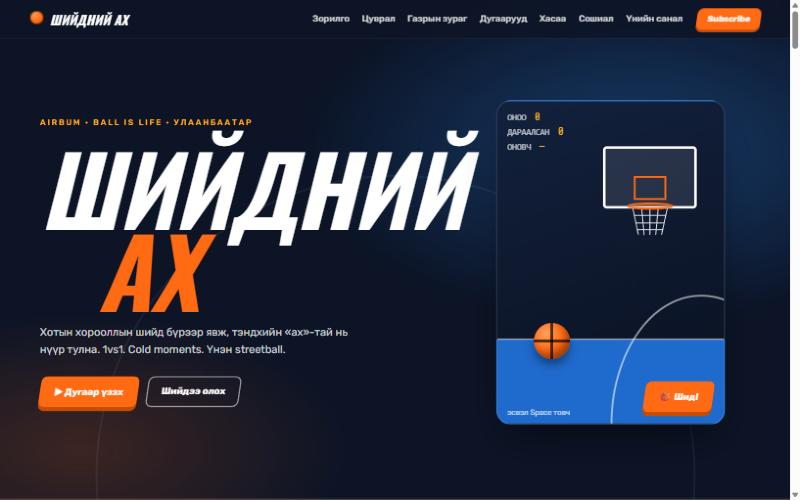 ШИЙДНИЙ АХ
Зорилго Цуврал Газрын зураг Дугаарууд Хасаа Сошиал Үнийн санал Subscribe
AIRBUM • BALL IS LIFE • УЛААНБААТАР
ШИЙДНИЙ
АХ
Хотын хорооллын шийд бүрээр явж, тэндхийн «ах»-тай нь
нүүр тулна. 1vs1. Cold moments. Үнэн streetball.
▶ Дугаар үзэх
Шийдээ олох
ОНОО 0
ДАРААЛСАН 0
ОНОВЧ —
Шид!
эсвэл Space товч